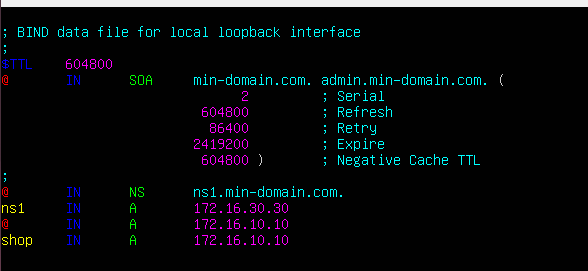 ; BIND data file for local loopback interface
;
$TTL 604800
@ IN SOA min-domain.com. admin.min-domain.com. (
2 ; Serial
604800 ; Refresh
86400 ; Retry
2419200 ; Expire
604800 ) ; Negative Cache TTL
;
@ IN NS ns1.min-domain.com.
ns1 IN A 172.16.30.30
@ IN A 172.16.10.10
shop IN A 172.16.10.10